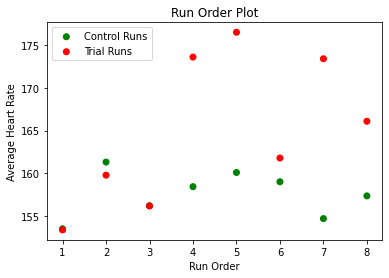 Run Order Plot
Control Runs
Trial Runs
Average Heart Rate
175
170
165
160
155
1 2 3 4 5 6 7 8
Run Order